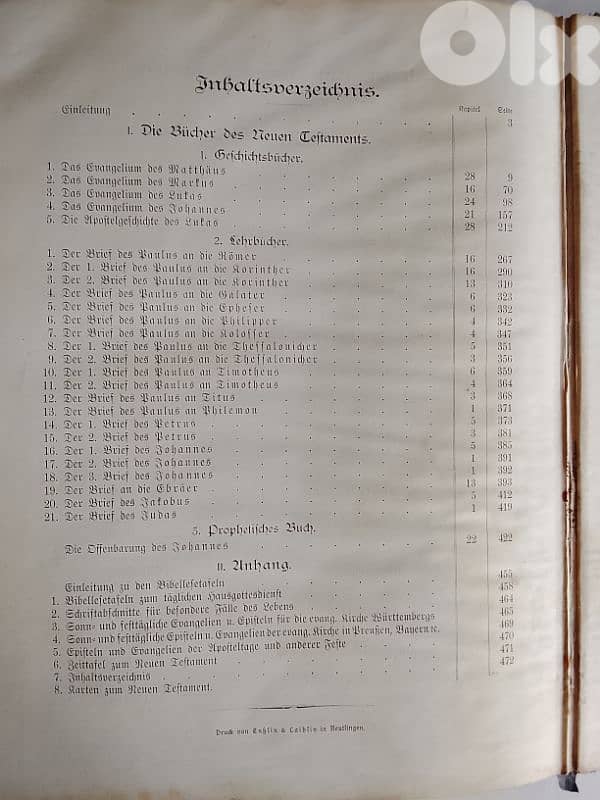 olx
Inhaltsverzeichnis.
Kapitel Seite
Einleitung 3
I. Die Bücher des Neuen Testaments.
1. Geschichtsbücher.
1. Das Evangelium des Matthäus 28 9
2. Das Evangelium des Markus 16 70
3. Das Evangelium des Lukas 24 98
4. Das Evangelium des Johannes 21 157
5. Die Apostelgeschichte des Lukas 28 212
2. Lehrbücher.
1. Der Brief des Paulus an die Römer 16 267
2. Der 1. Brief des Paulus an die Korinther 16 290
3. Der 2. Brief des Paulus an die Korinther 13 310
4. Der Brief des Paulus an die Galater 6 323
5. Der Brief des Paulus an die Epheser 6 332
6. Der Brief des Paulus an die Philipper 4 342
7. Der Brief des Paulus an die Kolosser 4 347
8. Der 1. Brief des Paulus an die Thessalonicher 5 351
9. Der 2. Brief des Paulus an die Thessalonicher 3 356
10. Der 1. Brief des Paulus an Timotheus 6 359
11. Der 2. Brief des Paulus an Timotheus 4 364
12. Der Brief des Paulus an Titus 3 368
13. Der Brief des Paulus an Philemon 1 371
14. Der 1. Brief des Petrus 5 373
15. Der 2. Brief des Petrus 3 381
16. Der 1. Brief des Johannes 5 385
17. Der 2. Brief des Johannes 1 391
18. Der 3. Brief des Johannes 1 392
19. Der Brief an die Ebräer 13 393
20. Der Brief des Jakobus 5 412
21. Der Brief des Judas 1 419
3. Prophetisches Buch.
Die Offenbarung des Johannes 22 422
II. Anhang.
Einleitung zu den Bibellesetafeln 455
1. Bibellesetafeln zum täglichen Hausgottesdienst 458
2. Schriftabschnitte für besondere Fälle des Lebens 464
3. Sonn- und festtägliche Evangelien u. Episteln für die evang. Kirche Württembergs 465
4. Sonn- und festtägliche Episteln u. Evangelien der evang. Kirche in Preußen, Bayern ꝛc. 469
5. Episteln und Evangelien der Aposteltage und anderer Feste 470
6. Zeittafel zum Neuen Testament 471
7. Inhaltsverzeichnis 472
8. Karten zum Neuen Testament.
Druck von Enßlin & Laiblin in Reutlingen.